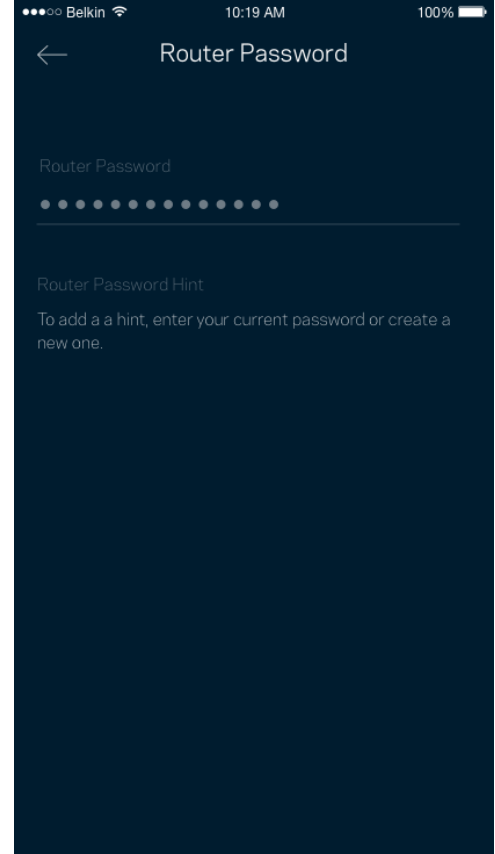 Belkin 10:19 AM 100%
Router Password
Router Password
●●●●●●●●●●●●●●
Router Password Hint
To add a a hint, enter your current password or create a
new one.